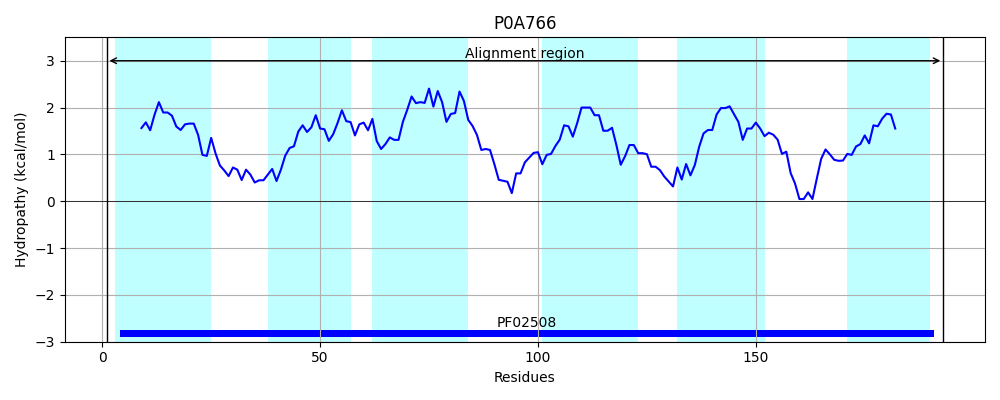 P0A766
Alignment region
3
2
1
0
−1
−2
−3
Hydropathy (kcal/mol)
PF02508
0
50
100
150
Residues